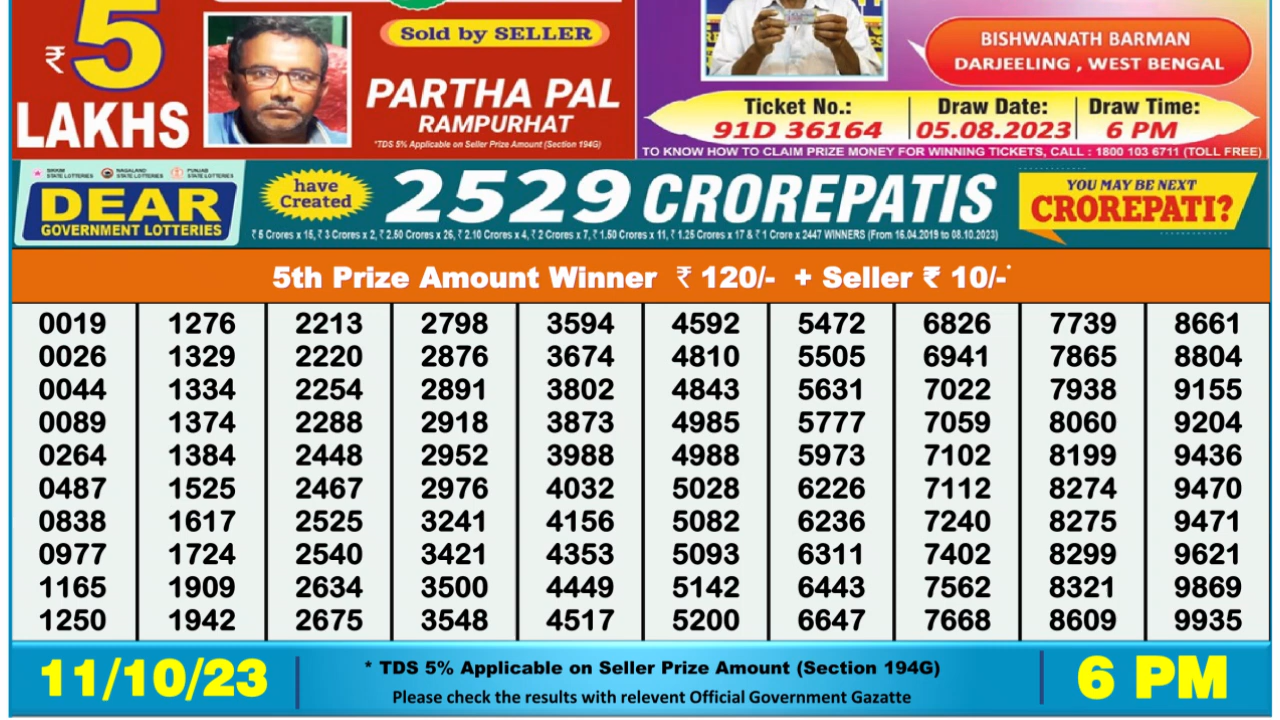 ₹ 5
LAKHS
Sold by SELLER
PARTHA PAL
RAMPURHAT
*TDS 5% Applicable on Seller Prize Amount (Section 194G)
BISHWANATH BARMAN
DARJEELING , WEST BENGAL
Ticket No.: Draw Date: Draw Time:
91D 36164 05.08.2023 6 PM
TO KNOW HOW TO CLAIM PRIZE MONEY FOR WINNING TICKETS, CALL : 1800 103 6711 (TOLL FREE)
SIKKIM STATE LOTTERIES NAGALAND STATE LOTTERIES PUNJAB STATE LOTTERIES
DEAR
GOVERNMENT LOTTERIES
have
Created
2529 CROREPATIS
₹ 5 Crores x 15, ₹ 3 Crores x 2, ₹ 2.50 Crores x 26, ₹ 2.10 Crores x 4, ₹ 2 Crores x 7, ₹ 1.50 Crores x 11, ₹ 1.25 Crores x 17 & ₹ 1 Crore x 2447 WINNERS (From 16.04.2019 to 08.10.2023)
YOU MAY BE NEXT
CROREPATI?
5th Prize Amount Winner ₹ 120/- + Seller ₹ 10/-*
0019 1276 2213 2798 3594 4592 5472 6826 7739 8661
0026 1329 2220 2876 3674 4810 5505 6941 7865 8804
0044 1334 2254 2891 3802 4843 5631 7022 7938 9155
0089 1374 2288 2918 3873 4985 5777 7059 8060 9204
0264 1384 2448 2952 3988 4988 5973 7102 8199 9436
0487 1525 2467 2976 4032 5028 6226 7112 8274 9470
0838 1617 2525 3241 4156 5082 6236 7240 8275 9471
0977 1724 2540 3421 4353 5093 6311 7402 8299 9621
1165 1909 2634 3500 4449 5142 6443 7562 8321 9869
1250 1942 2675 3548 4517 5200 6647 7668 8609 9935
11/10/23
* TDS 5% Applicable on Seller Prize Amount (Section 194G)
Please check the results with relevent Official Government Gazatte
6 PM